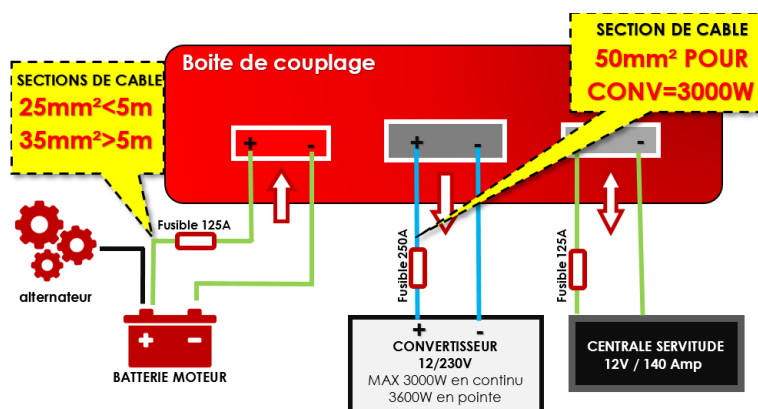 SECTION DE CABLE
50mm² POUR
CONV=3000W
Boite de couplage
SECTIONS DE CABLE
25mm²<5m
35mm²>5m
+ -
+ -
-
Fusible 125A
Fusible 250A
Fusible 125A
alternateur
+ -
BATTERIE MOTEUR
+ -
CONVERTISSEUR
12/230V
MAX 3000W en continu
3600W en pointe
CENTRALE SERVITUDE
12V / 140 Amp